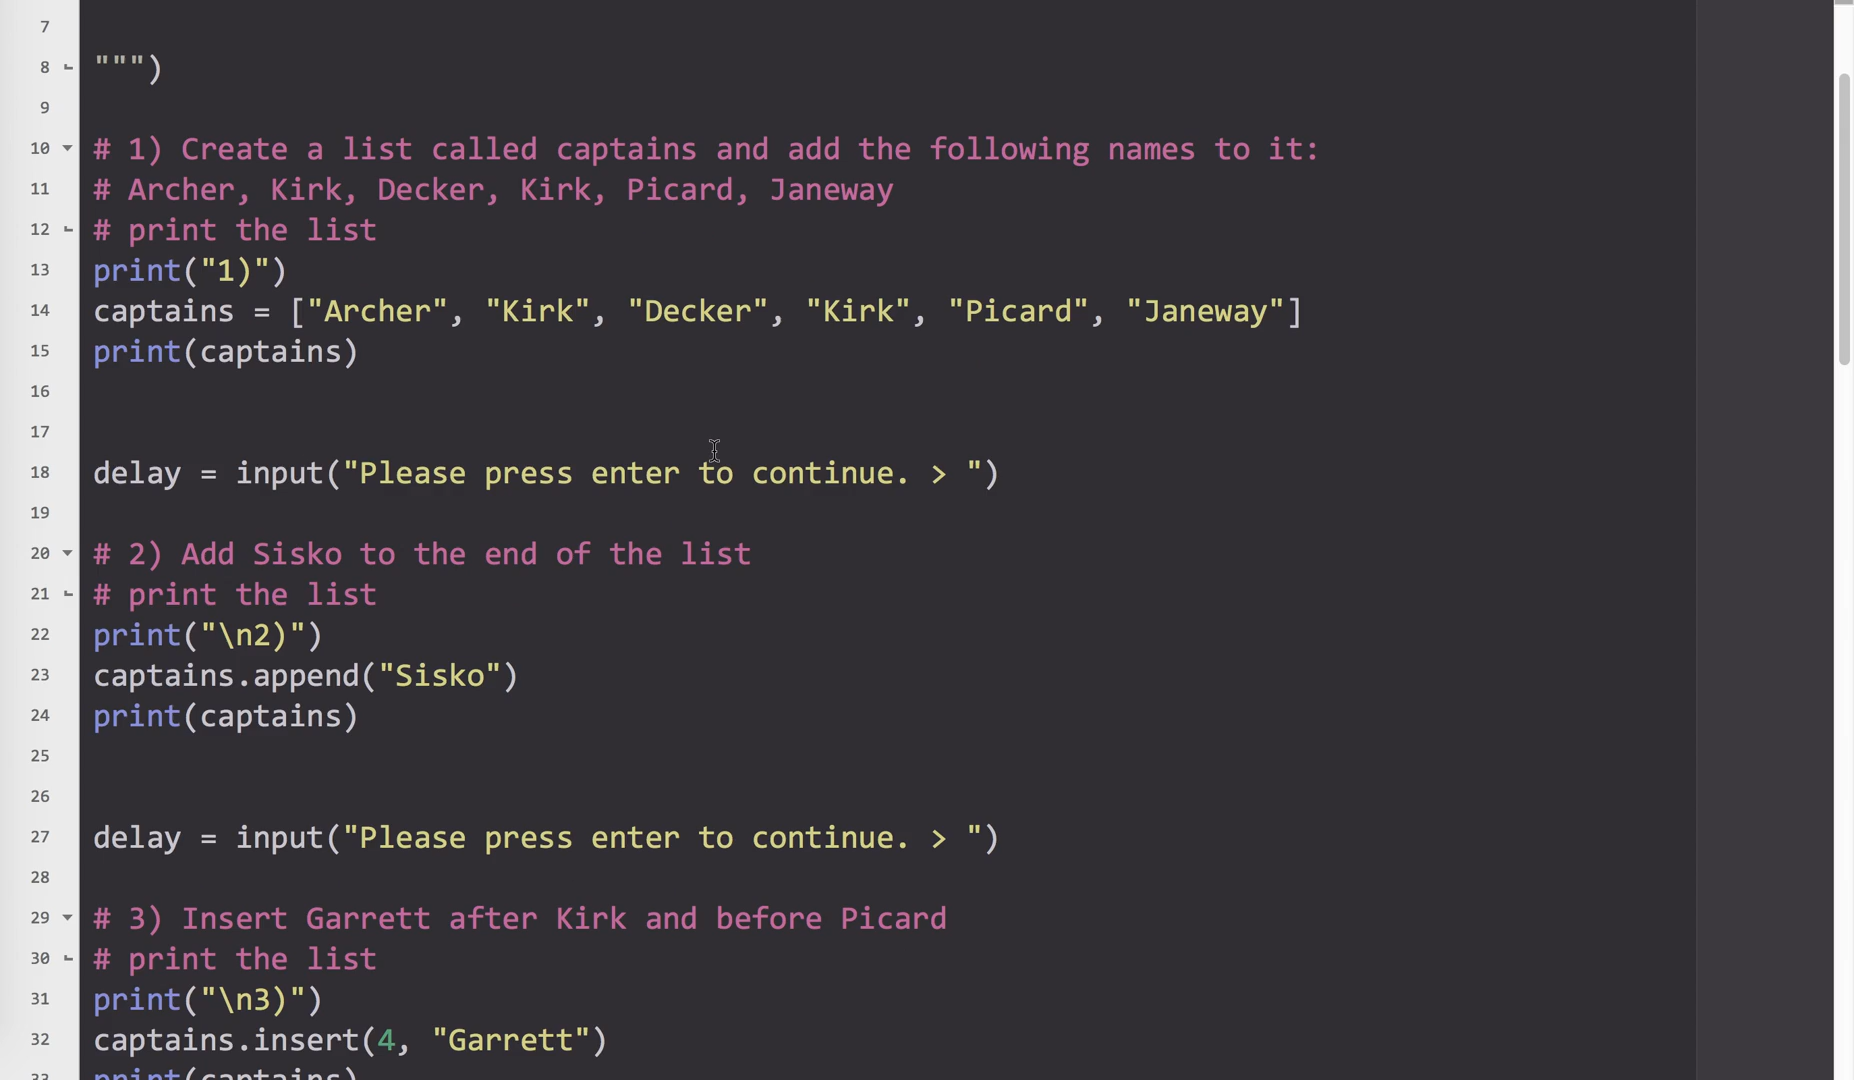 7
8 """)
9
10 # 1) Create a list called captains and add the following names to it:
11 # Archer, Kirk, Decker, Kirk, Picard, Janeway
12 # print the list
13 print("1)")
14 captains = ["Archer", "Kirk", "Decker", "Kirk", "Picard", "Janeway"]
15 print(captains)
16
17
18 delay = input("Please press enter to continue. > ")
19
20 # 2) Add Sisko to the end of the list
21 # print the list
22 print("\n2)")
23 captains.append("Sisko")
24 print(captains)
25
26
27 delay = input("Please press enter to continue. > ")
28
29 # 3) Insert Garrett after Kirk and before Picard
30 # print the list
31 print("\n3)")
32 captains.insert(4, "Garrett")
33 print(captains)